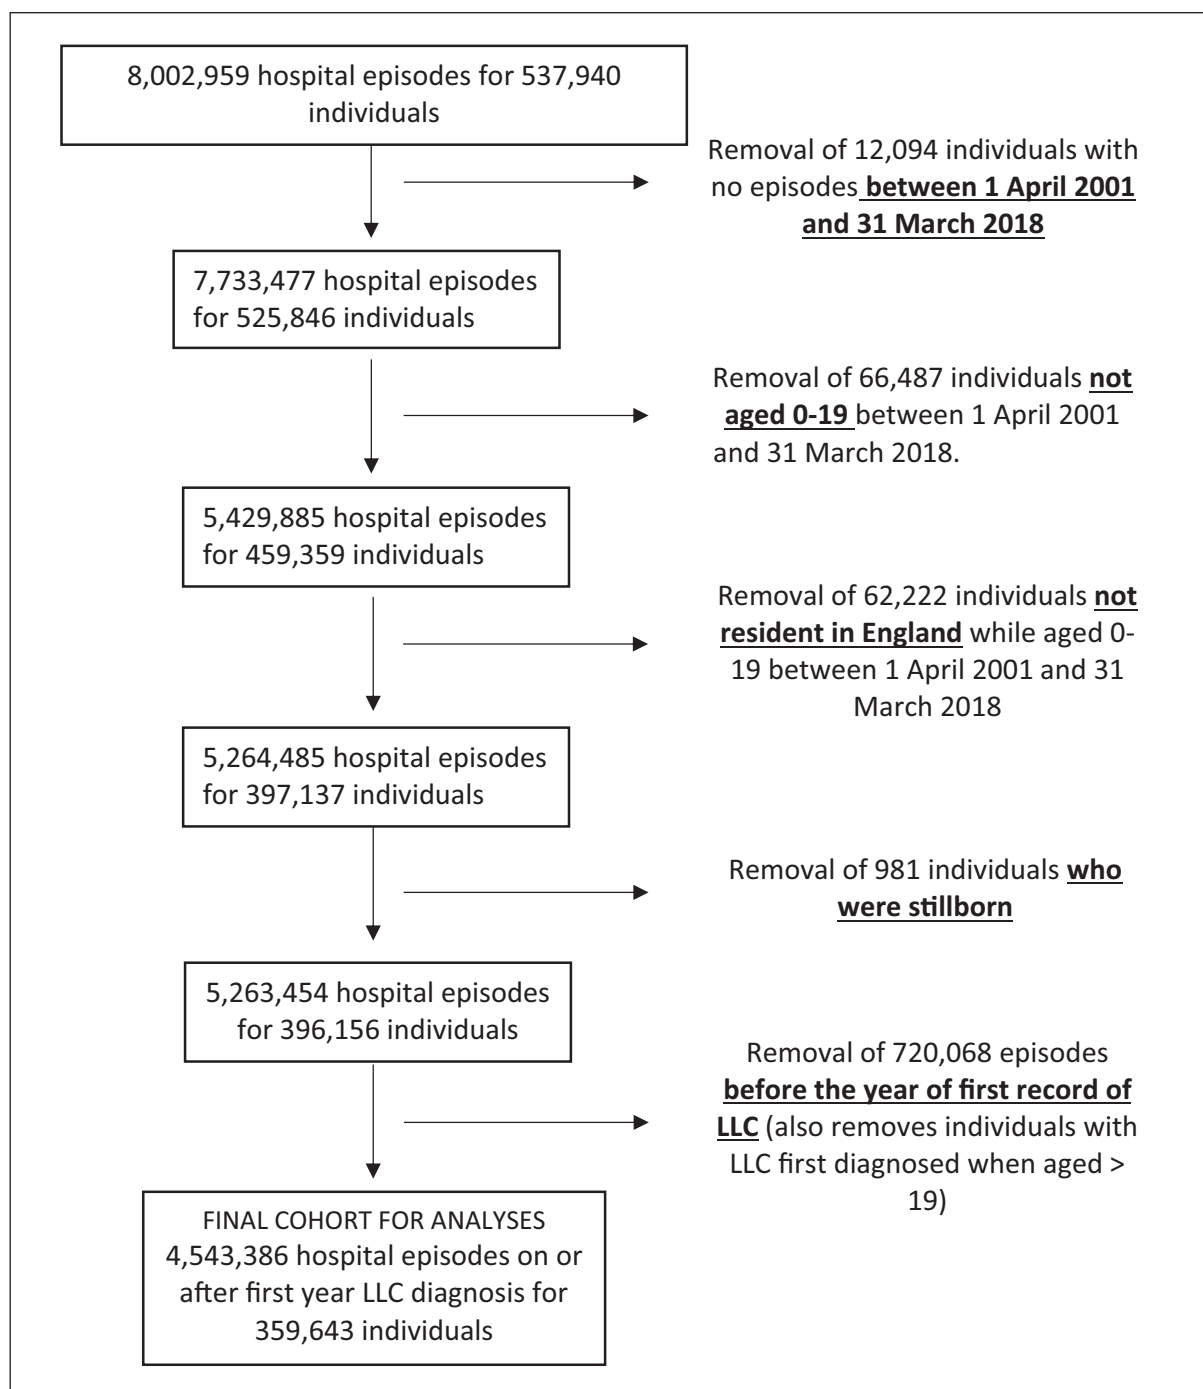 8,002,959 hospital episodes for 537,940
individuals
Removal of 12,094 individuals with
no episodes between 1 April 2001
and 31 March 2018
7,733,477 hospital episodes
for 525,846 individuals
Removal of 66,487 individuals not
aged 0-19 between 1 April 2001
and 31 March 2018.
5,429,885 hospital episodes
for 459,359 individuals
Removal of 62,222 individuals not
resident in England while aged 0-
19 between 1 April 2001 and 31
March 2018
5,264,485 hospital episodes
for 397,137 individuals
Removal of 981 individuals who
were stillborn
5,263,454 hospital episodes
for 396,156 individuals
Removal of 720,068 episodes
before the year of first record of
LLC (also removes individuals with
LLC first diagnosed when aged >
19)
FINAL COHORT FOR ANALYSES
4,543,386 hospital episodes on or
after first year LLC diagnosis for
359,643 individuals